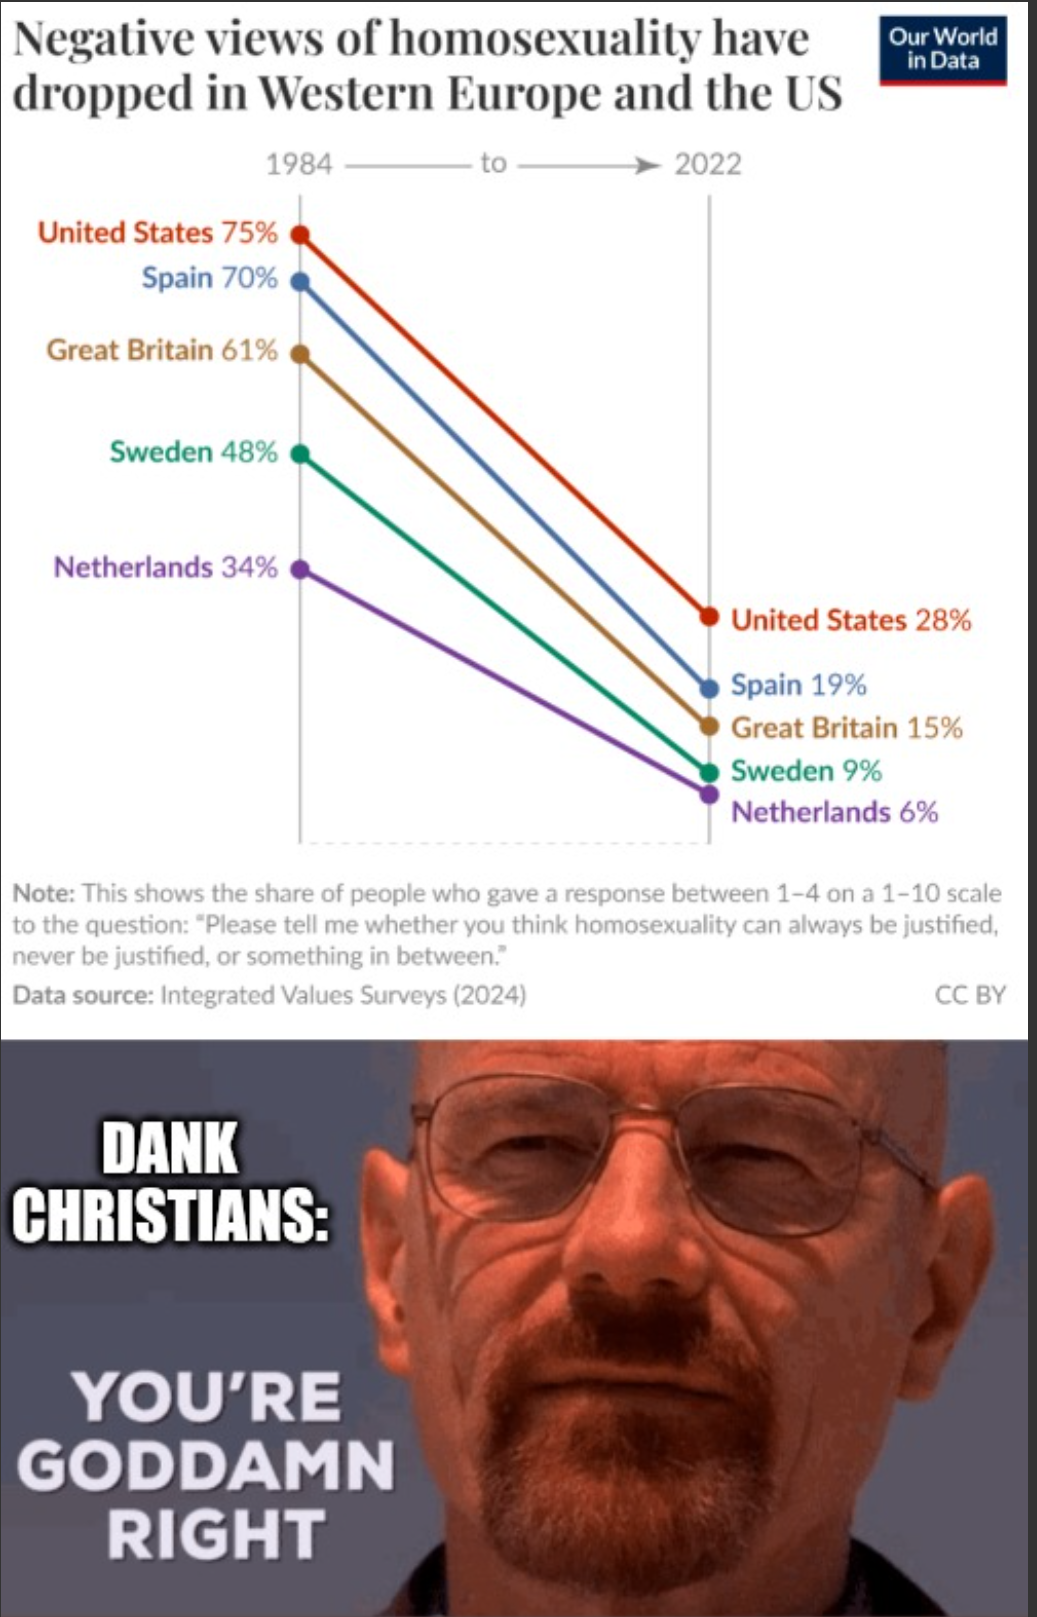 Negative views of homosexuality have
dropped in Western Europe and the US
Our World
in Data
1984 to 2022
United States 75%
Spain 70%
Great Britain 61%
Sweden 48%
Netherlands 34%
United States 28%
Spain 19%
Great Britain 15%
Sweden 9%
Netherlands 6%
Note: This shows the share of people who gave a response between 1–4 on a 1–10 scale
to the question: “Please tell me whether you think homosexuality can always be justified,
never be justified, or something in between.”
Data source: Integrated Values Surveys (2024)
CC BY
DANK
CHRISTIANS:
YOU’RE
GODDAMN
RIGHT